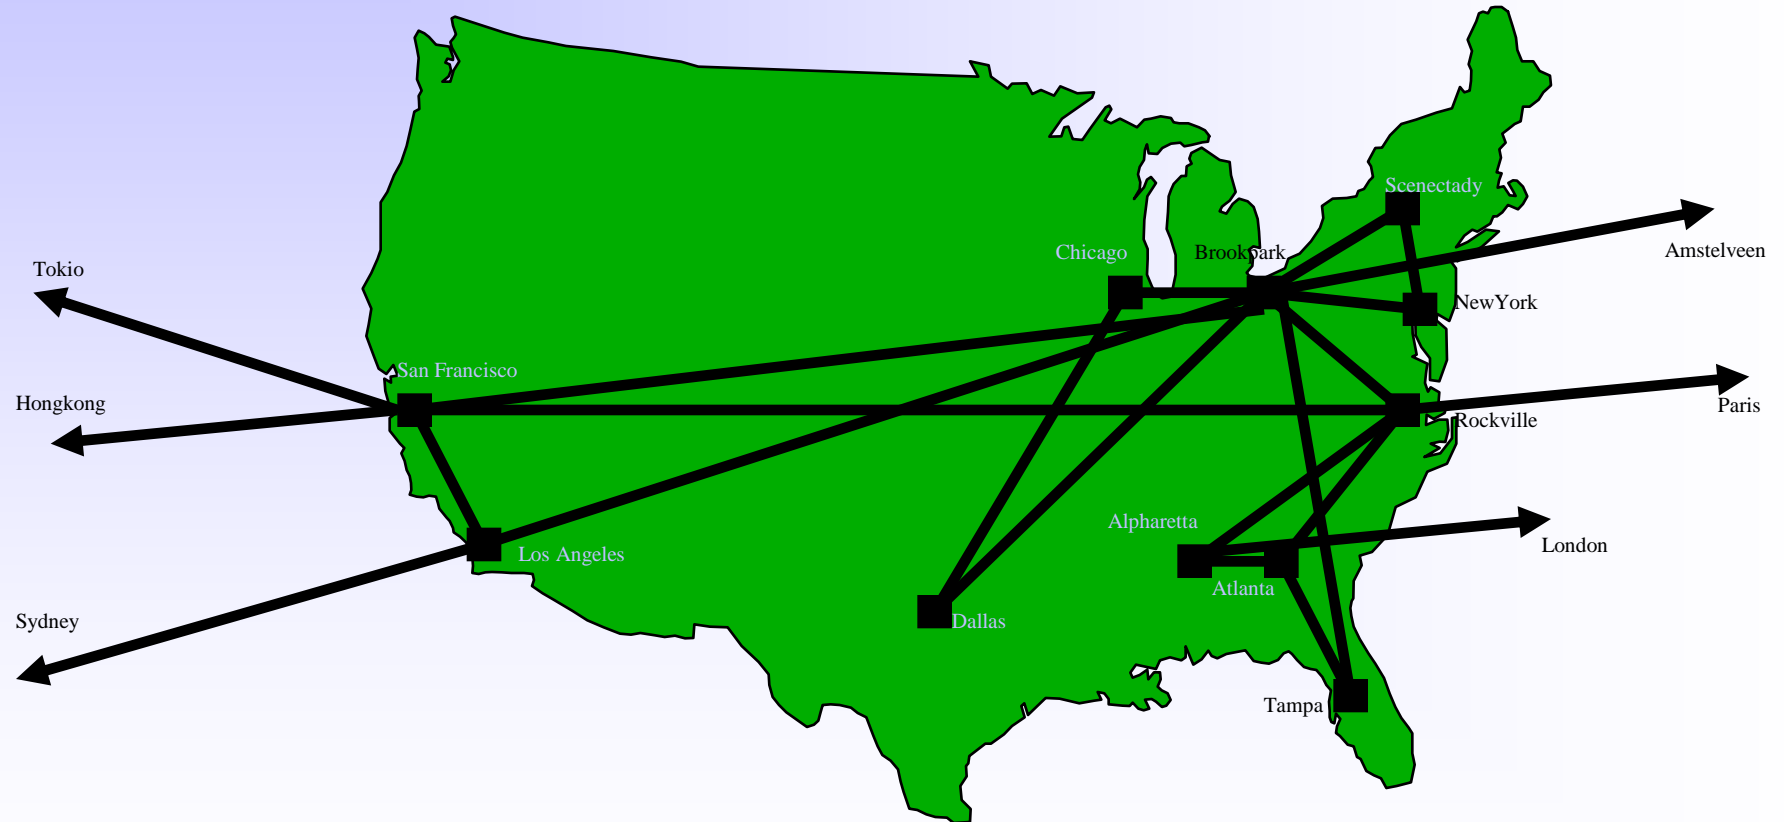 Scenectady
Chicago
Brookpark
Amstelveen
Tokio
NewYork
San Francisco
Hongkong
Paris
Rockville
Alpharetta
London
Los Angeles
Atlanta
Sydney
Dallas
Tampa